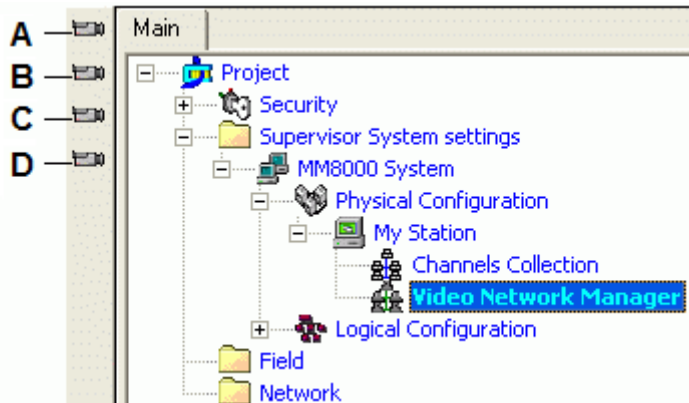 A
Main
B
Project
Security
C
Supervisor System settings
D
MM8000 System
Physical Configuration
My Station
Channels Collection
Video Network Manager
Logical Configuration
Field
Network